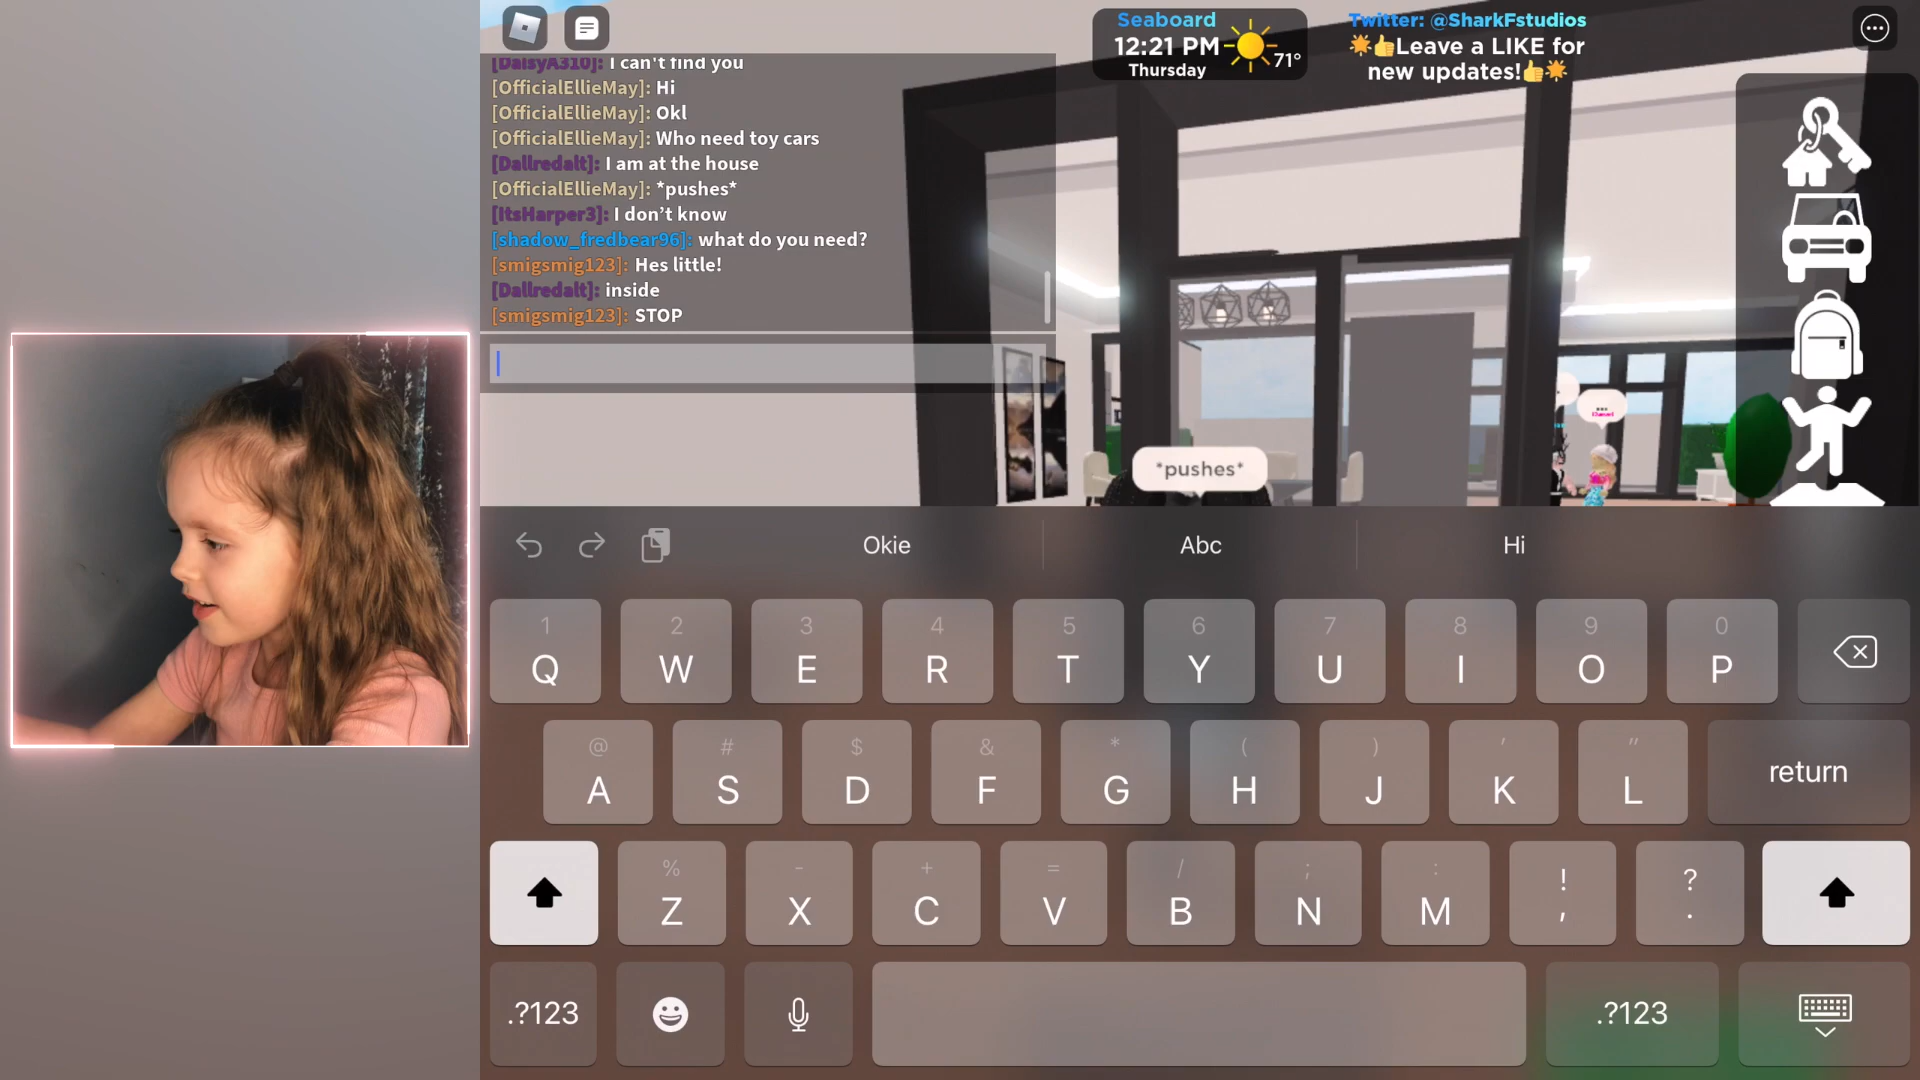 Seaboard
12:21 PM
71°
Thursday
Twitter: @SharkFstudios
Leave a LIKE for
new updates!
[DaisyA310]: I can't find you
[OfficialEllieMay]: Hi
[OfficialEllieMay]: Okl
[OfficialEllieMay]: Who need toy cars
[Dallredalt]: I am at the house
[OfficialEllieMay]: *pushes*
[ItsHarper3]: I don’t know
[shadow_fredbear96]: what do you need?
[smigsmig123]: Hes little!
[Dallredalt]: inside
[smigsmig123]: STOP
*pushes*
Okie Abc Hi
1 2 3 4 5 6 7 8 9 0
Q W E R T Y U I O P
@ # $ & * ( ) ' "
A S D F G H J K L return
% - + = / ; : ! ?
Z X C V B N M , .
.?123 .?123